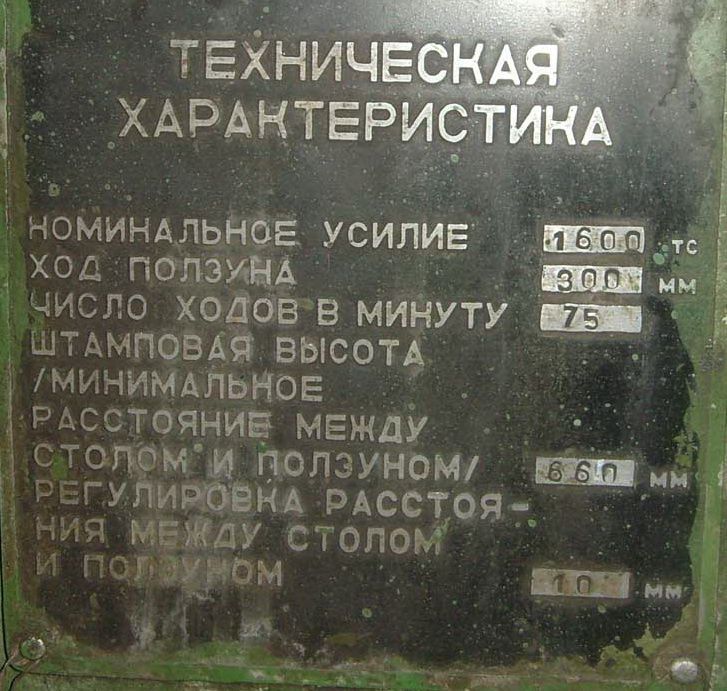 ТЕХНИЧЕСКАЯ
ХАРАКТЕРИСТИКА
НОМИНАЛЬНОЕ УСИЛИЕ 1600 ТС
ХОД ПОЛЗУНА 300 ММ
ЧИСЛО ХОДОВ В МИНУТУ 75
ШТАМПОВАЯ ВЫСОТА
/МИНИМАЛЬНОЕ
РАССТОЯНИЕ МЕЖДУ
СТОЛОМ И ПОЛЗУНОМ/ 660 ММ
РЕГУЛИРОВКА РАССТОЯ-
НИЯ МЕЖДУ СТОЛОМ
И ПОЛЗУНОМ 10 ММ